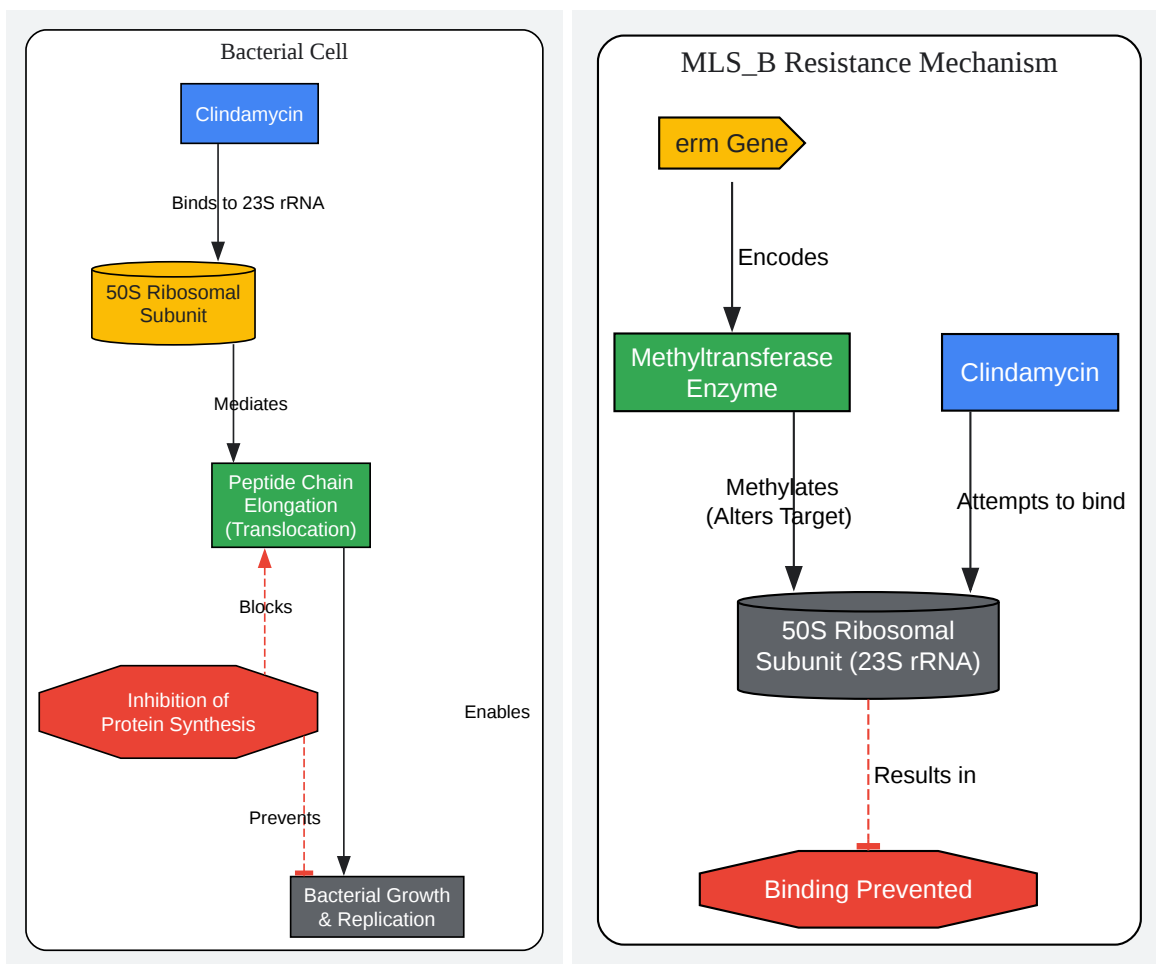 Bacterial Cell
Clindamycin
Binds to 23S rRNA
50S Ribosomal
Subunit
Mediates
Peptide Chain
Elongation
(Translocation)
Blocks
Inhibition of
Protein Synthesis
Enables
Prevents
Bacterial Growth
& Replication
MLS_B Resistance Mechanism
erm Gene
Encodes
Methyltransferase
Enzyme
Clindamycin
Methylates
(Alters Target)
Attempts to bind
50S Ribosomal
Subunit (23S rRNA)
Results in
Binding Prevented